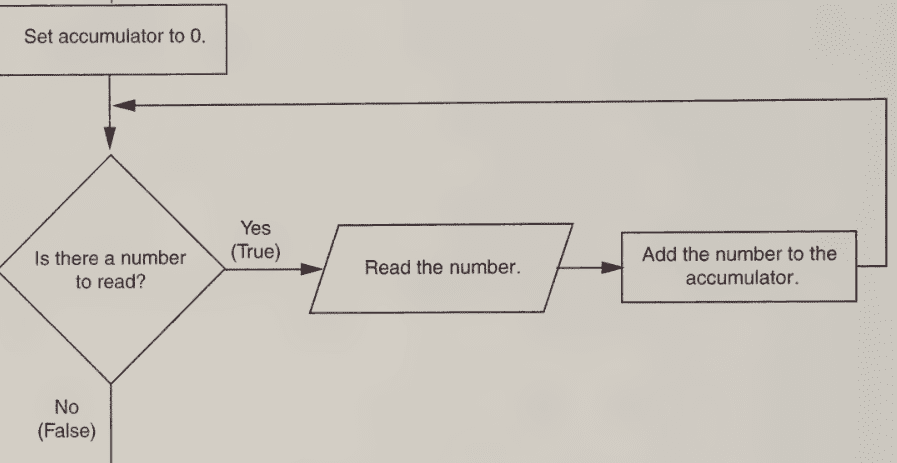 Set accumulator to 0.
Yes
(True)
Is there a number
to read?
Read the number.
Add the number to the
accumulator.
No
(False)